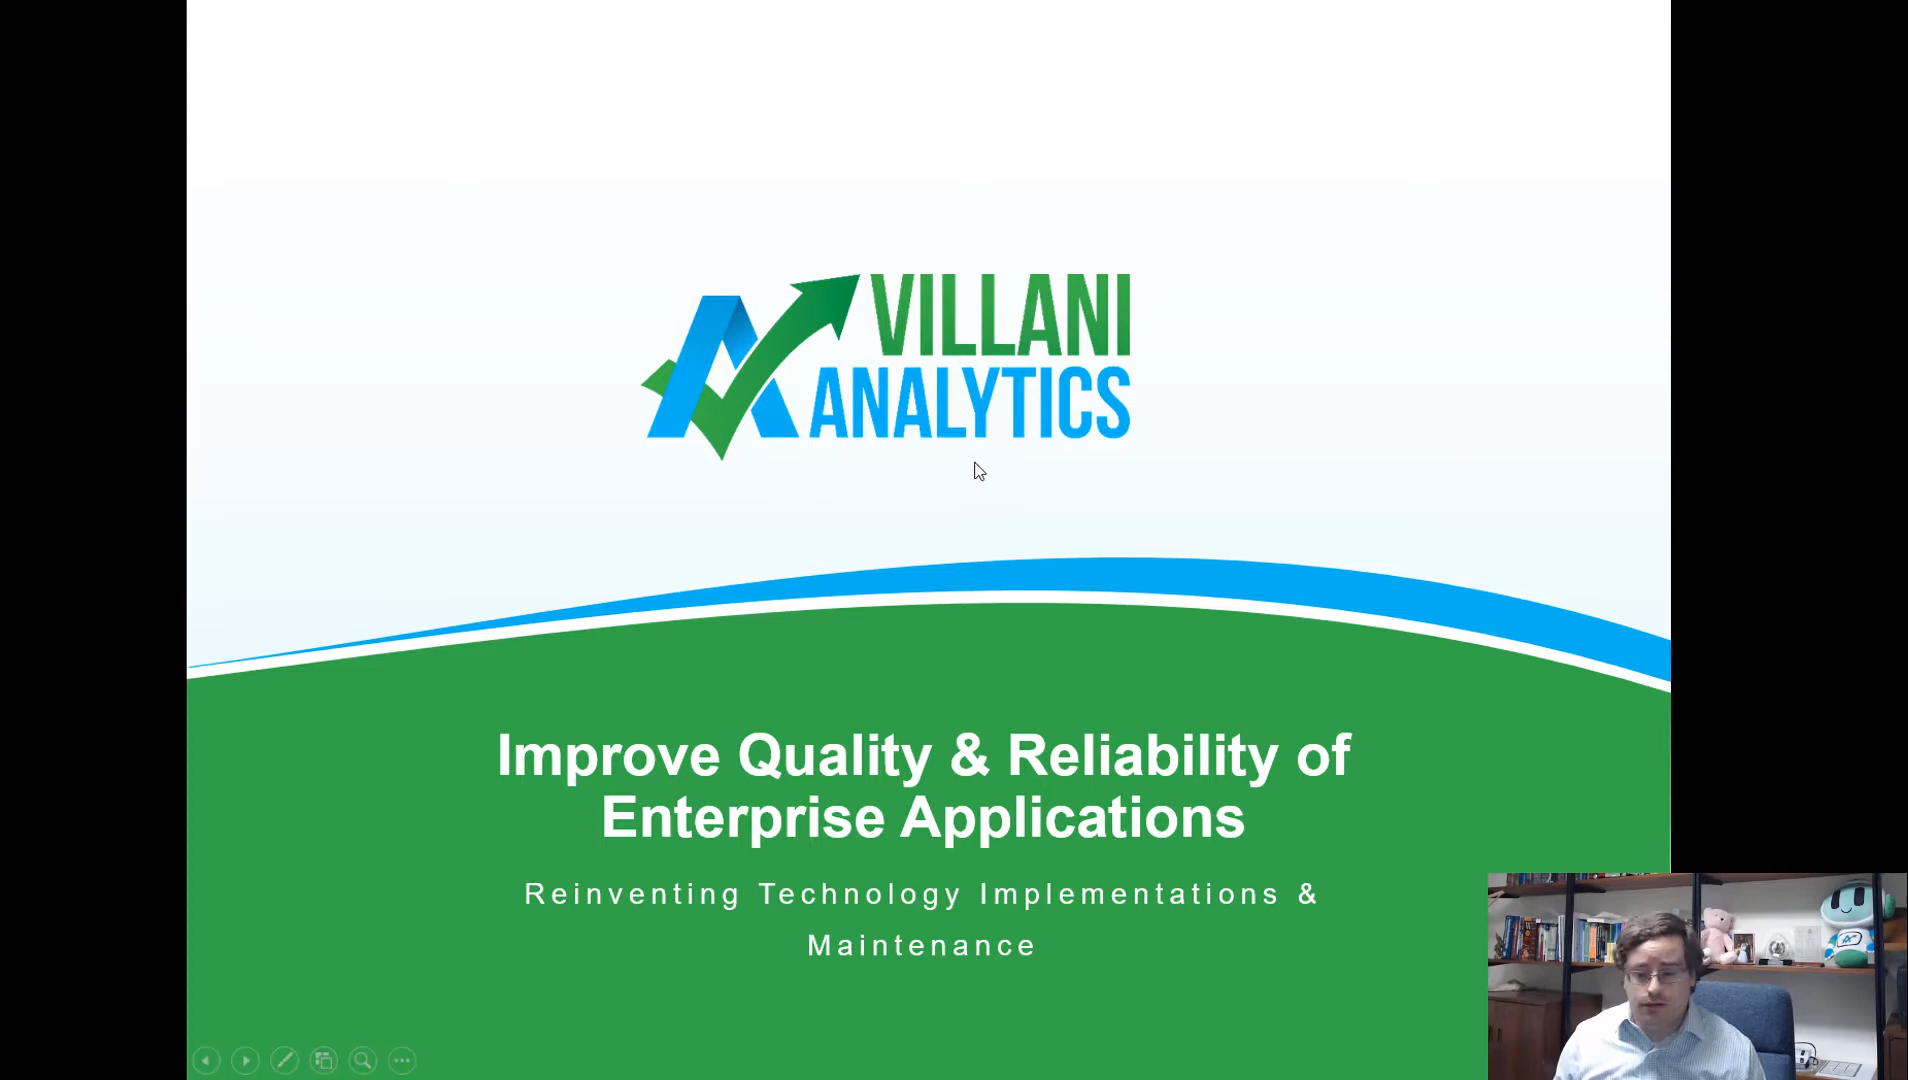 VILLANI
ANALYTICS
Improve Quality & Reliability of
Enterprise Applications
Reinventing Technology Implementations &
Maintenance